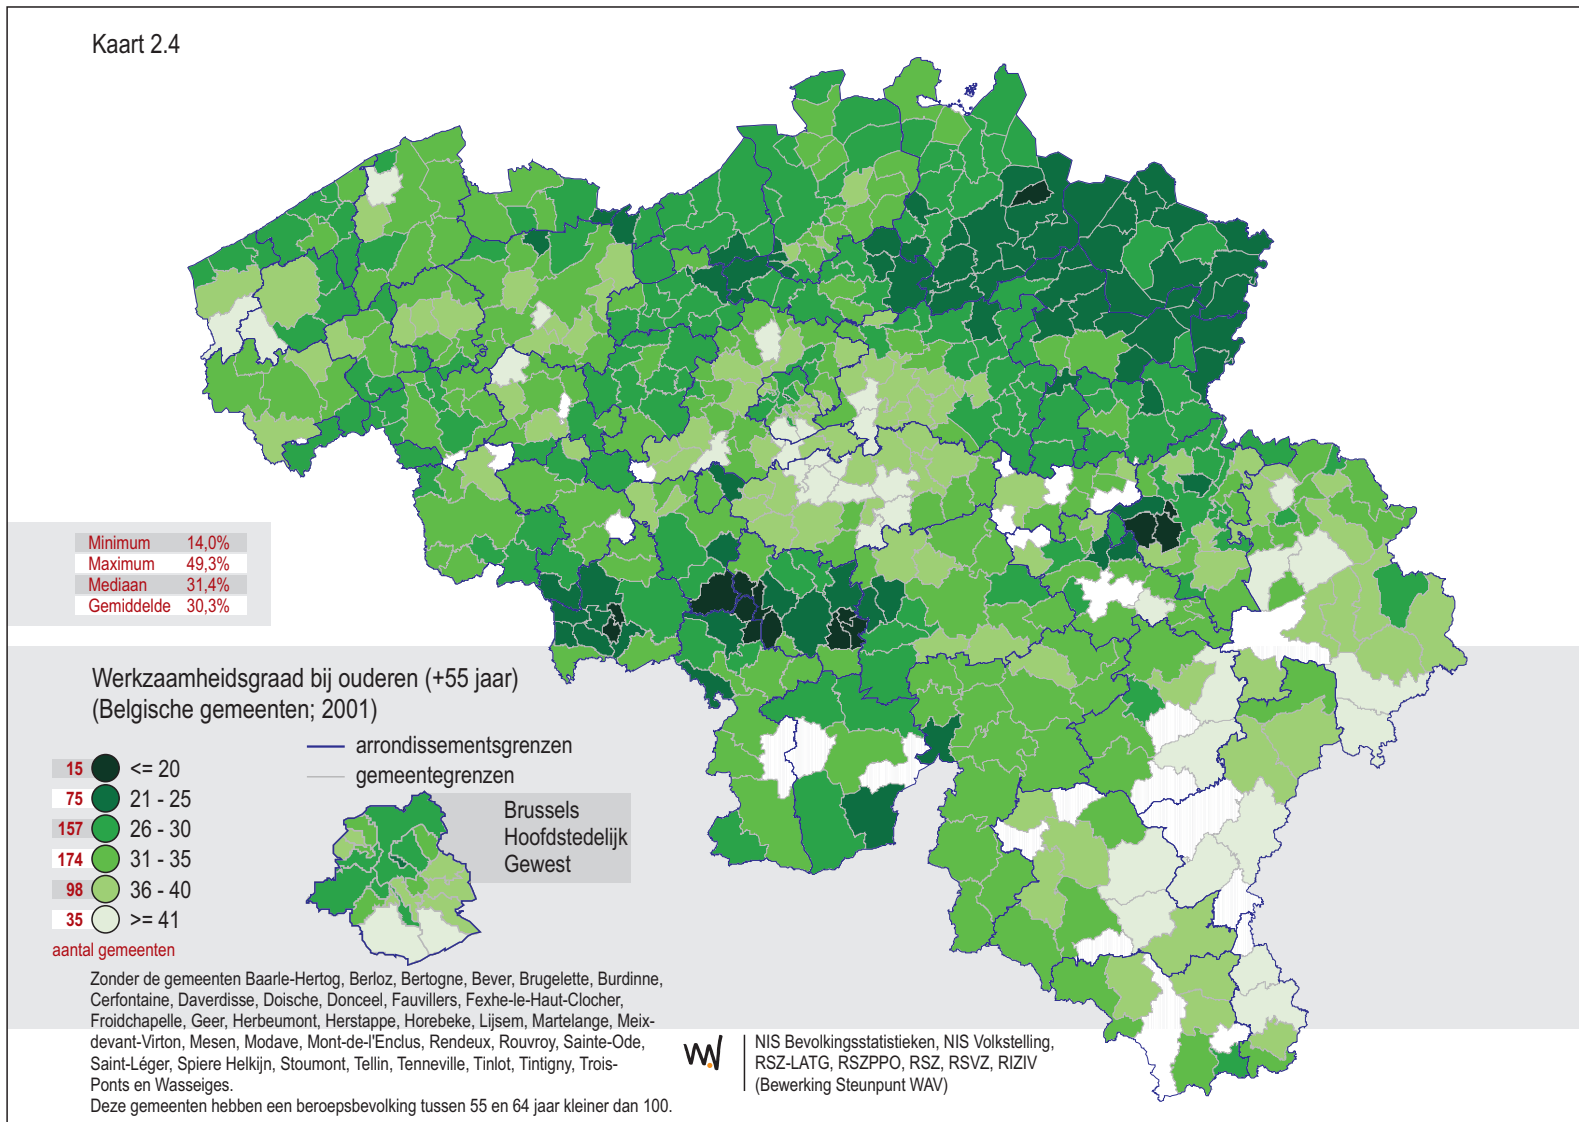 Kaart 2.4
Minimum 14,0%
Maximum 49,3%
Mediaan 31,4%
Gemiddelde 30,3%
Werkzaamheidsgraad bij ouderen (+55 jaar)
(Belgische gemeenten; 2001)
15 <= 20
75 21 - 25
157 26 - 30
174 31 - 35
98 36 - 40
35 >= 41
aantal gemeenten
arrondissementsgrenzen
gemeentegrenzen
Brussels
Hoofdstedelijk
Gewest
Zonder de gemeenten Baarle-Hertog, Berloz, Bertogne, Bever, Brugelette, Burdinne,
Cerfontaine, Daverdisse, Doische, Donceel, Fauvillers, Fexhe-le-Haut-Clocher,
Froidchapelle, Geer, Herbeumont, Herstappe, Horebeke, Lijsem, Martelange, Meix-
devant-Virton, Mesen, Modave, Mont-de-l'Enclus, Rendeux, Rouvroy, Sainte-Ode,
Saint-Léger, Spiere Helkijn, Stoumont, Tellin, Tenneville, Tinlot, Tintigny, Trois-
Ponts en Wasseiges.
Deze gemeenten hebben een beroepsbevolking tussen 55 en 64 jaar kleiner dan 100.
NIS Bevolkingsstatistieken, NIS Volkstelling,
RSZ-LATG, RSZPPO, RSZ, RSVZ, RIZIV
(Bewerking Steunpunt WAV)